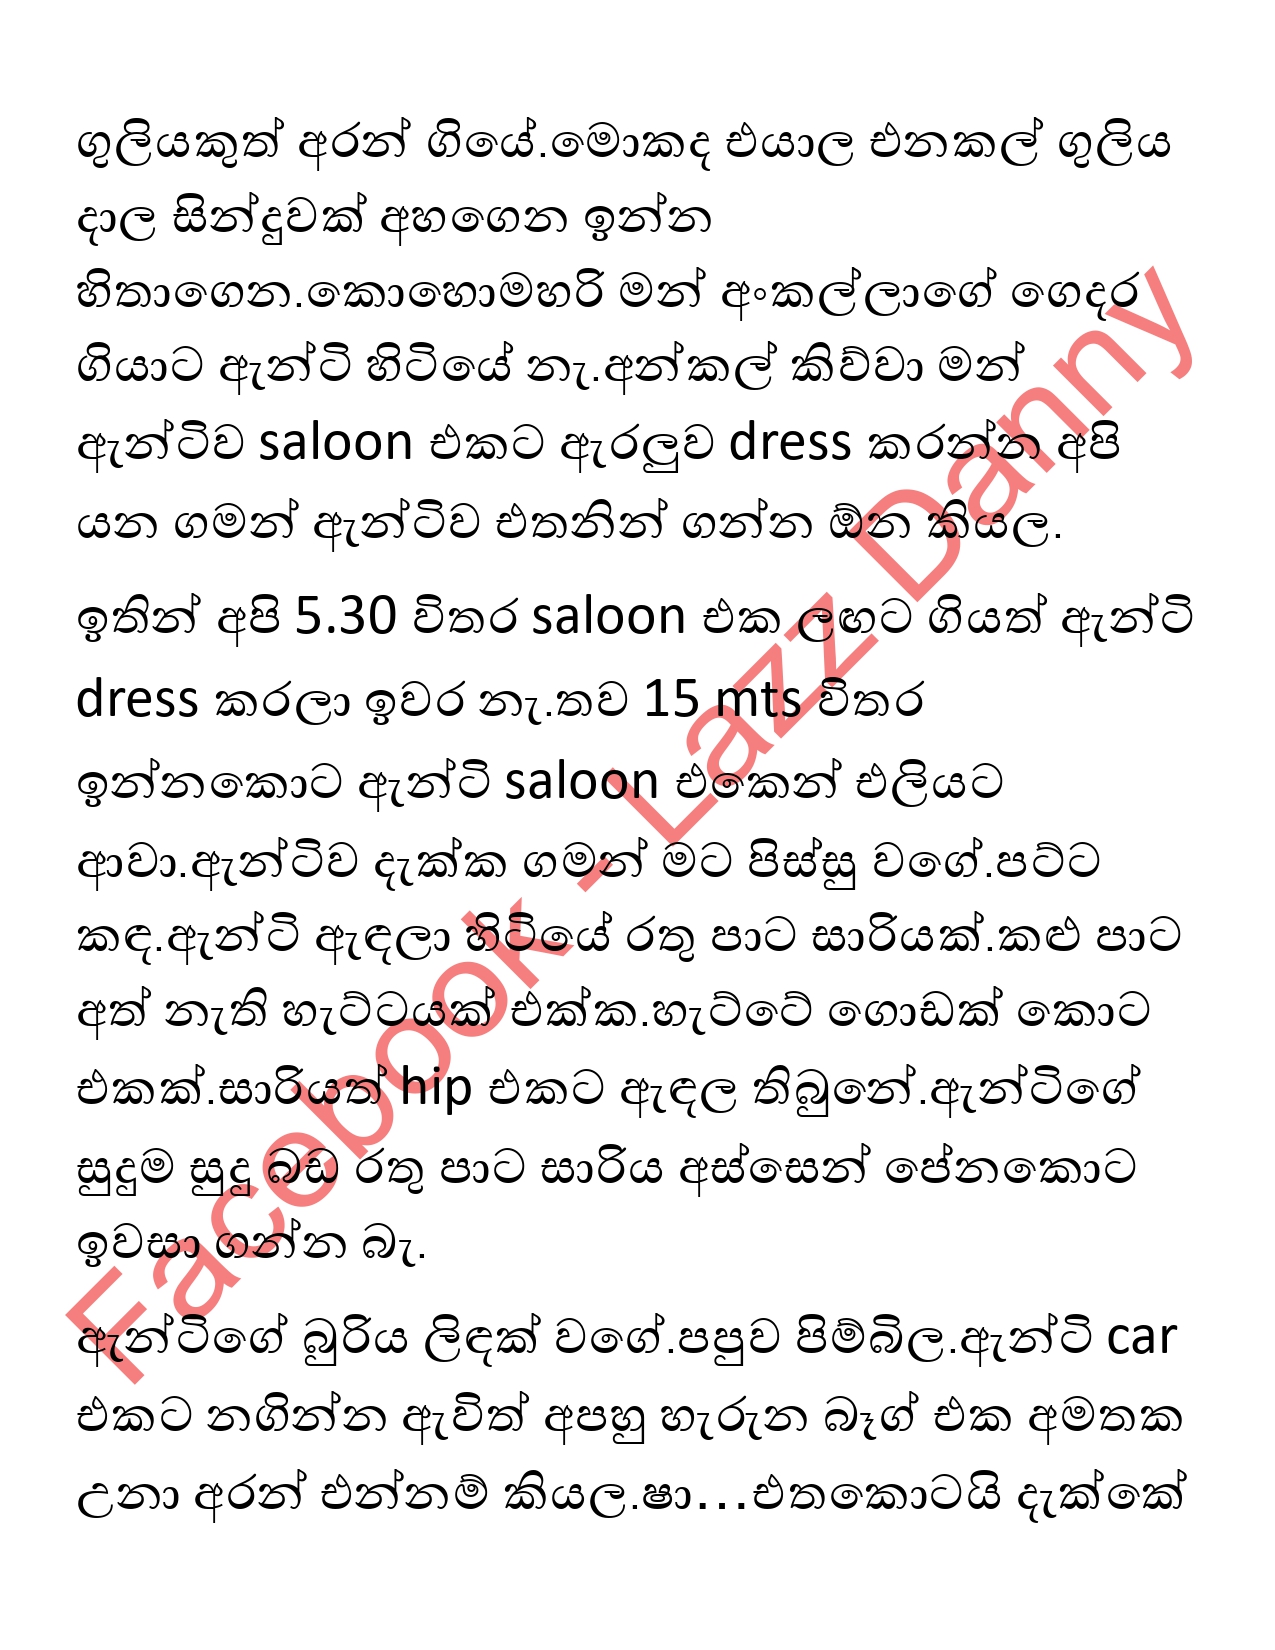 ගුලියකුත් අරන් ගියේ.මොකද එයාල එනකල් ගුලිය
දාල සින්දුවක් අහගෙන ඉන්න
හිතාගෙන.කොහොමහරි මන් අංකල්ලාගේ ගෙදර
ගියාට ඇන්ටි හිටියේ නැ.අන්කල් කිව්වා මන්
ඇන්ටිව saloon එකට ඇරලුව dress කරන්න අපි
යන ගමන් ඇන්ටිව එතනින් ගන්න ඕන කියල.
ඉතින් අපි 5.30 විතර saloon එක ලඟට ගියත් ඇන්ටි
dress කරලා ඉවර නැ.තව 15 mts විතර
ඉන්නකොට ඇන්ටි saloon එකෙන් එලියට
ආවා.ඇන්ටිව දැක්ක ගමන් මට පිස්සු වගේ.පට්ට
කඳ.ඇන්ටි ඇඳලා හිටියේ රතු පාට සාරියක්.කළු පාට
අත් නැති හැට්ටයක් එක්ක.හැට්ටේ ගොඩක් කොට
එකක්.සාරියත් hip එකට ඇඳල තිබුනේ.ඇන්ටිගේ
සුදුම සුදු බඩ රතු පාට සාරිය අස්සෙන් පේනකොට
ඉවසා ගන්න බැ.
ඇන්ටිගේ බුරිය ලිඳක් වගේ.පපුව පිම්බිල.ඇන්ටි car
එකට නගින්න ඇවිත් අපහු හැරුන බෑග් එක අමතක
උනා අරන් එන්නම් කියල.ෂා...එතකොටයි දැක්කේ
Facebook - Lazz Danny